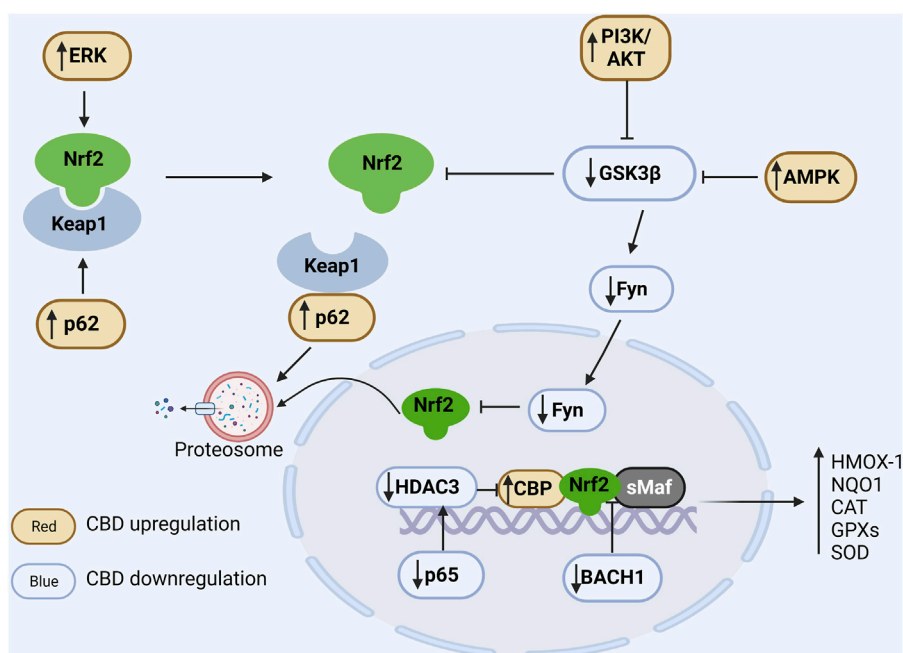 ↑ERK
Nrf2
Keap1
↑ p62
Nrf2
Keap1
↑ p62
↑ PI3K/
AKT
↓GSK3β
↑AMPK
↓Fyn
↓Fyn
Nrf2
Proteosome
↓HDAC3
↑CBP
Nrf2
sMaf
↓p65
↓BACH1
HMOX-1
NQO1
CAT
GPXs
SOD
Red
CBD upregulation
Blue
CBD downregulation